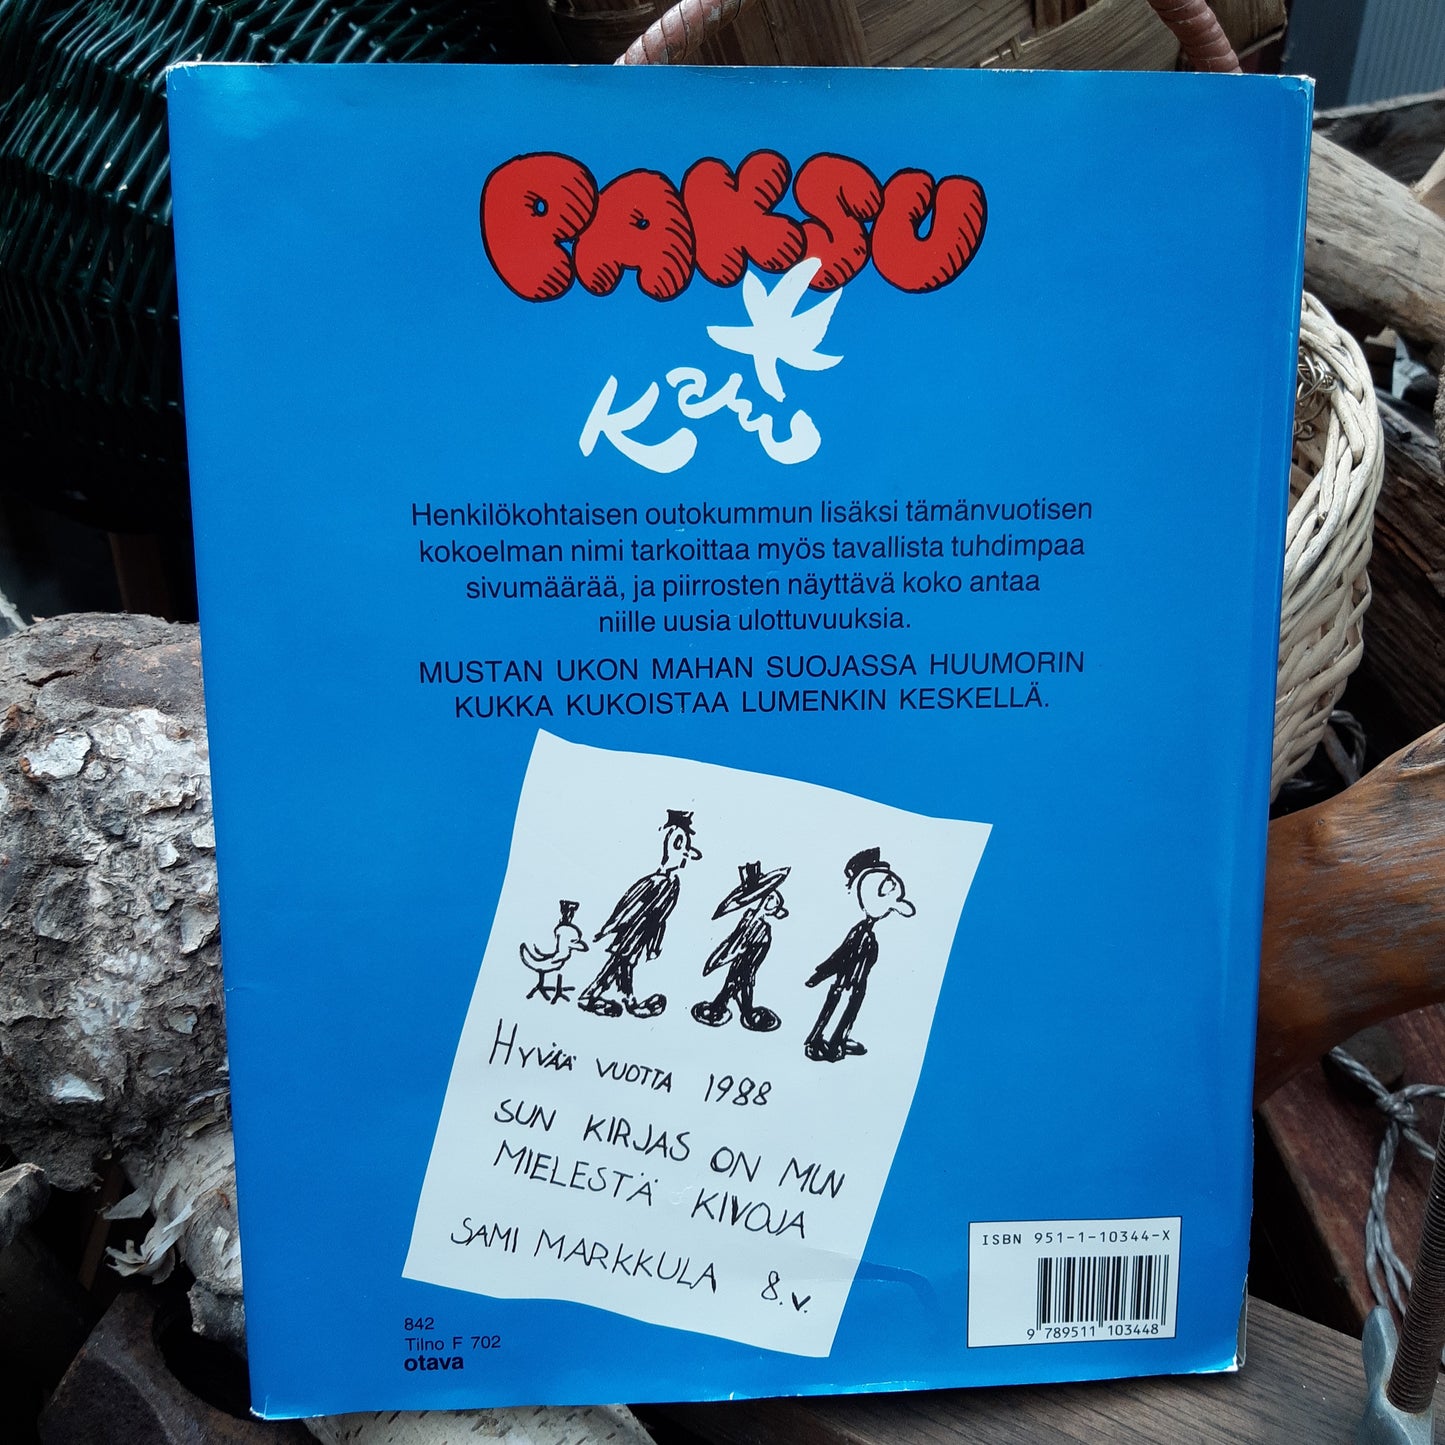 PAKSU
Kari
Henkilökohtaisen outokummun lisäksi tämänvuotisen
kokoelman nimi tarkoittaa myös tavallista tuhdimpaa
sivumäärää, ja piirrosten näyttävä koko antaa
niille uusia ulottuvuuksia.
MUSTAN UKON MAHAN SUOJASSA HUUMORIN
KUKKA KUKOISTAA LUMENKIN KESKELLÄ.
HYVÄÄ VUOTTA 1988
SUN KIRJAS ON MUN
MIELESTÄ KIVOJA
SAMI MARKKULA 8.V.
842
Tilno F 702
otava
ISBN 951-1-10344-X
9 789511 103448